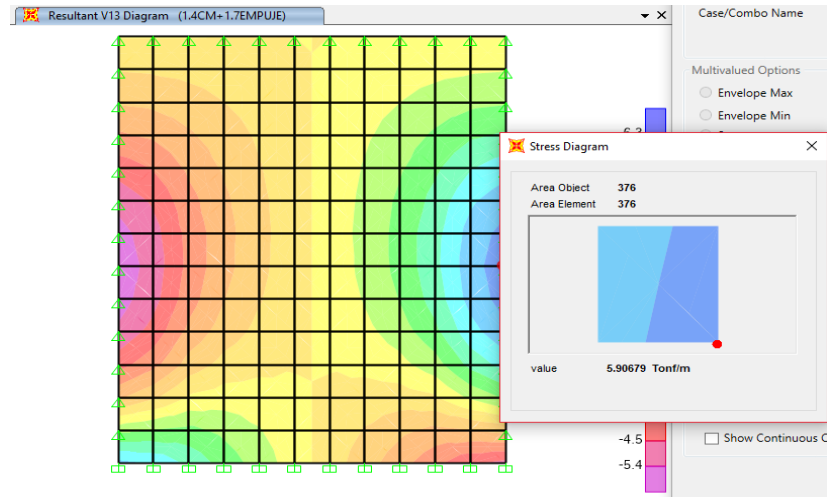 Resultant V13 Diagram (1.4CM+1.7EMPUJE)
Case/Combo Name
Multivalued Options
Envelope Max
Envelope Min
Stress Diagram
Area Object 376
Area Element 376
value 5.90679 Tonf/m
-4.5
-5.4
Show Continuous